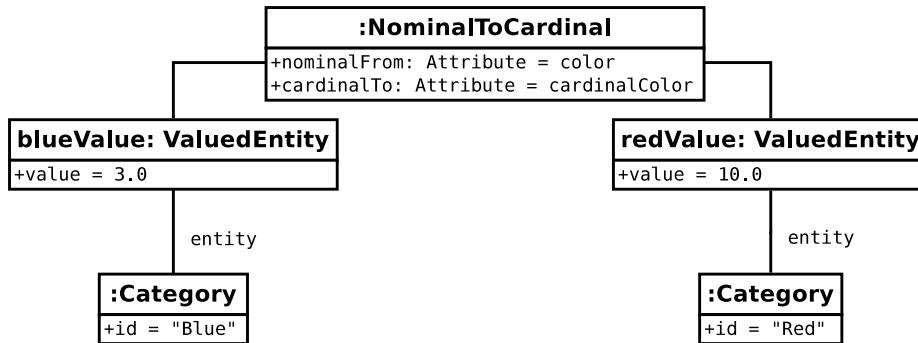 :NominalToCardinal
+nominalFrom: Attribute = color
+cardinalTo: Attribute = cardinalColor
blueValue: ValuedEntity
+value = 3.0
redValue: ValuedEntity
+value = 10.0
entity
entity
:Category
+id = "Blue"
:Category
+id = "Red"